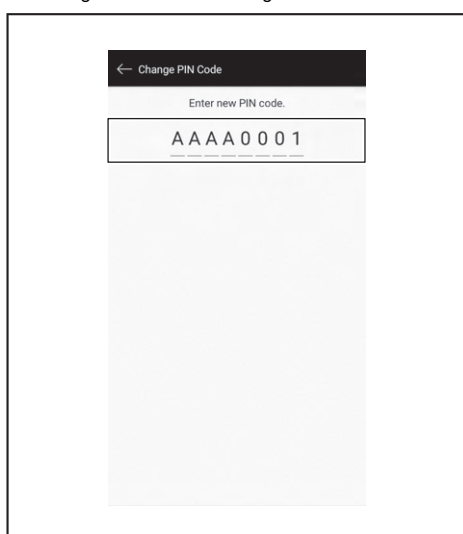 ← Change PIN Code
Enter new PIN code.
AAAA0001